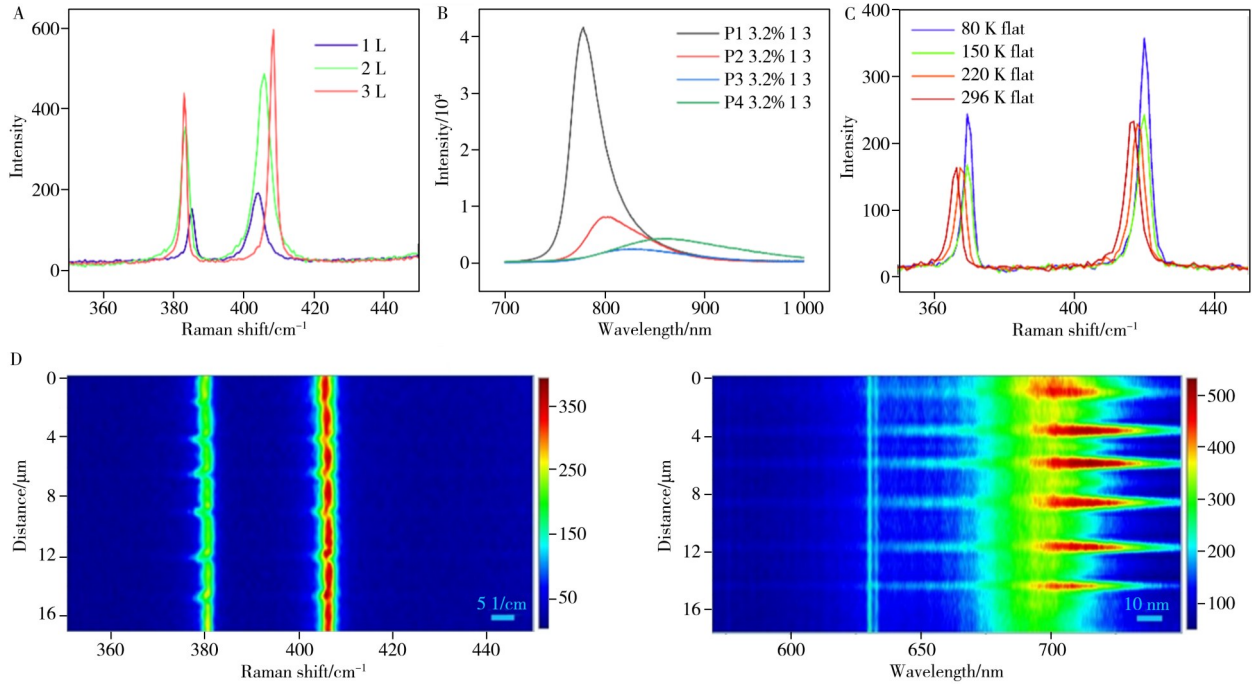 A
600
400
200
0
Intensity
1 L
2 L
3 L
360
380
400
420
440
Raman shift/cm⁻¹
B
4
3
2
1
0
Intensity/10⁴
P1 3.2% 1 3
P2 3.2% 1 3
P3 3.2% 1 3
P4 3.2% 1 3
700
800
900
1 000
Wavelength/nm
C
400
300
200
100
0
Intensity
80 K flat
150 K flat
220 K flat
296 K flat
360
400
440
Raman shift/cm⁻¹
D
0
4
8
12
16
Distance/μm
5 1/cm
350
250
150
50
360
380
400
420
440
Raman shift/cm⁻¹
0
4
8
12
16
Distance/μm
10 nm
500
400
300
200
100
600
650
700
Wavelength/nm